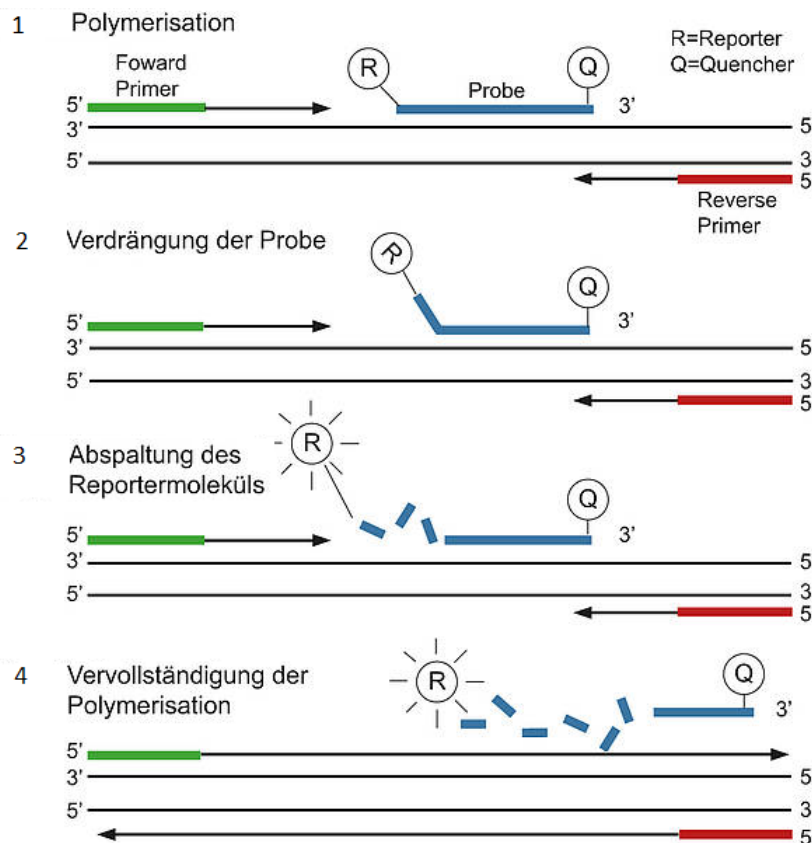 1 Polymerisation
R=Reporter
Q=Quencher
Foward
Primer
R
Q
Probe
5' 3'
3' 5
5' 3
5
Reverse
Primer
2 Verdrängung der Probe
R
Q
5' 3'
3' 5
5' 3
5
3 Abspaltung des
Reportermoleküls
R
Q
5' 3'
3' 5
5' 3
5
4 Vervollständigung der
Polymerisation
R
Q
3'
5'
3' 5
5' 3
5